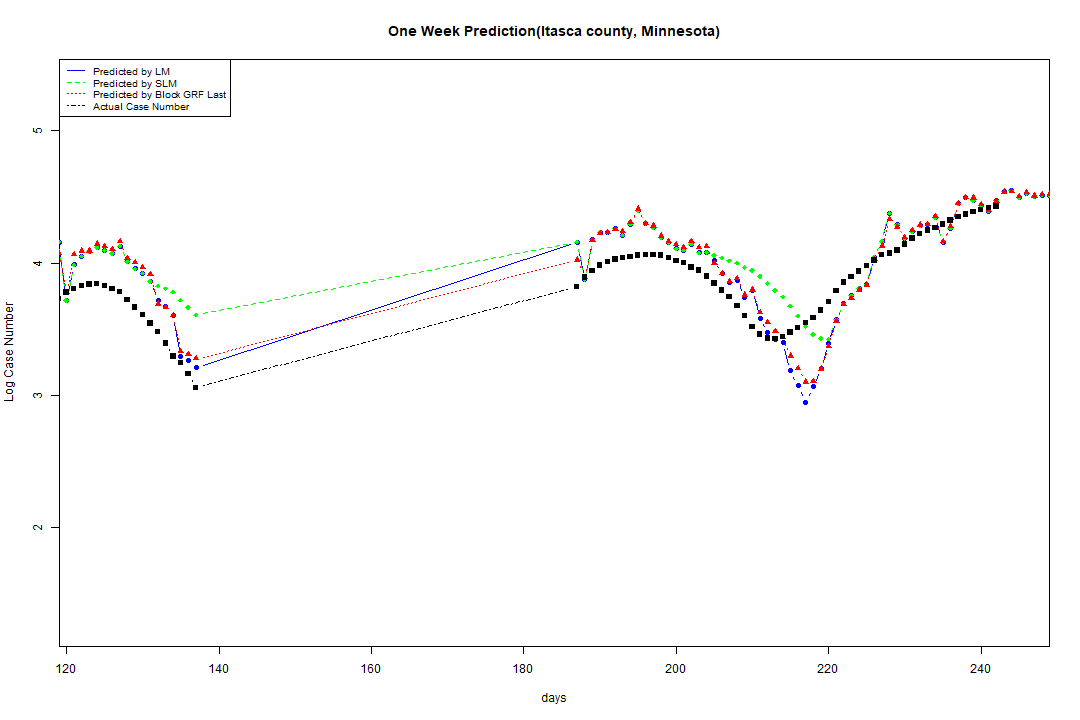 One Week Prediction(Itasca county, Minnesota)
Predicted by LM
Predicted by SLM
Predicted by Block GRF Last
Actual Case Number
5
4
3
2
Log Case Number
120 140 160 180 200 220 240
days